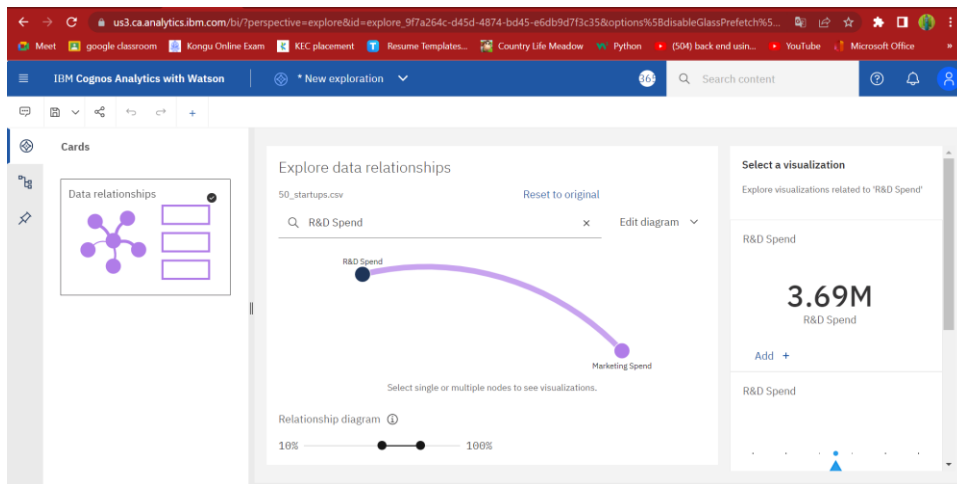 us3.ca.analytics.ibm.com/bi/?perspective=explore&id=explore_9f7a264c-d45d-4874-bd45-e6db9d7f3c35&options%5BdisableGlassPrefetch%5...
Meet google classroom Kongu Online Exam KEC placement Resume Templates... Country Life Meadow Python (504) back end usin... YouTube Microsoft Office »
IBM Cognos Analytics with Watson * New exploration Search content
Cards
Data relationships
Explore data relationships
50_startups.csv Reset to original
R&D Spend × Edit diagram
R&D Spend
Marketing Spend
Select single or multiple nodes to see visualizations.
Relationship diagram
10% 100%
Select a visualization
Explore visualizations related to 'R&D Spend'
R&D Spend
3.69M
R&D Spend
Add +
R&D Spend